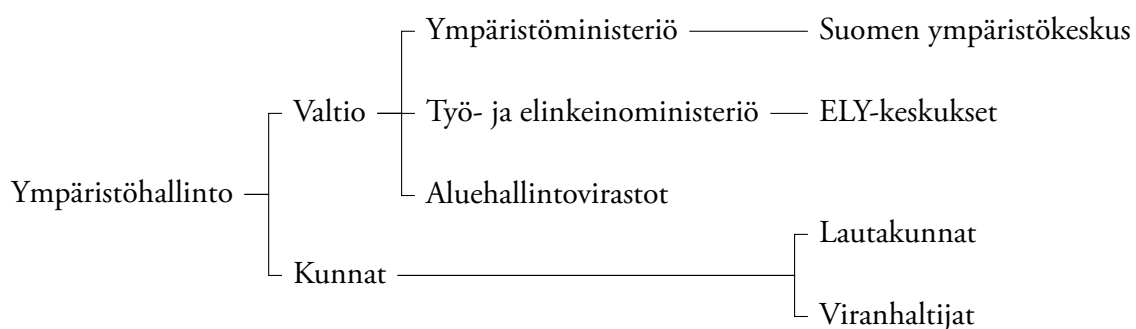 Ympäristöministeriö Suomen ympäristökeskus
Valtio Työ- ja elinkeinoministeriö ELY-keskukset
Ympäristöhallinto Aluehallintovirastot
Lautakunnat
Kunnat
Viranhaltijat